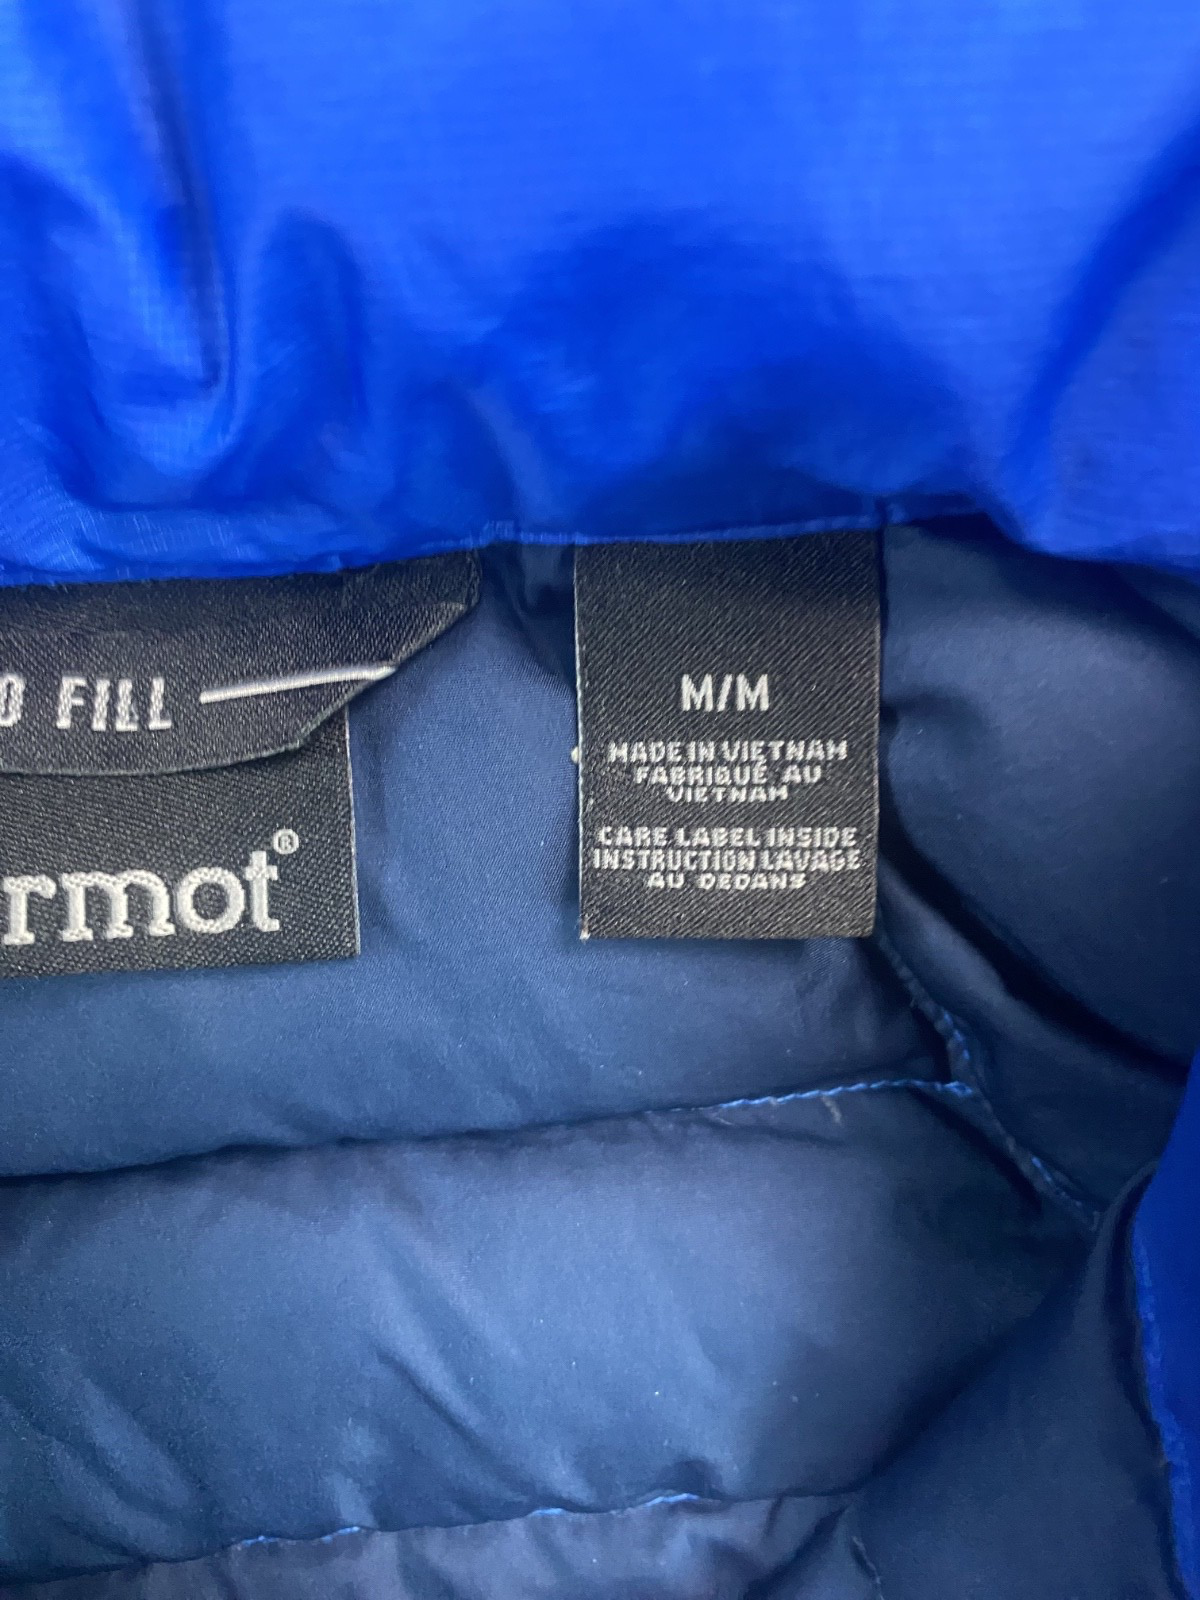 0 FILL
rmot®
M/M
MADE IN VIETNAM
FABRIQUÉ AU
VIETNAM
CARE LABEL INSIDE
INSTRUCTION LAVAGE
AU DEDANS